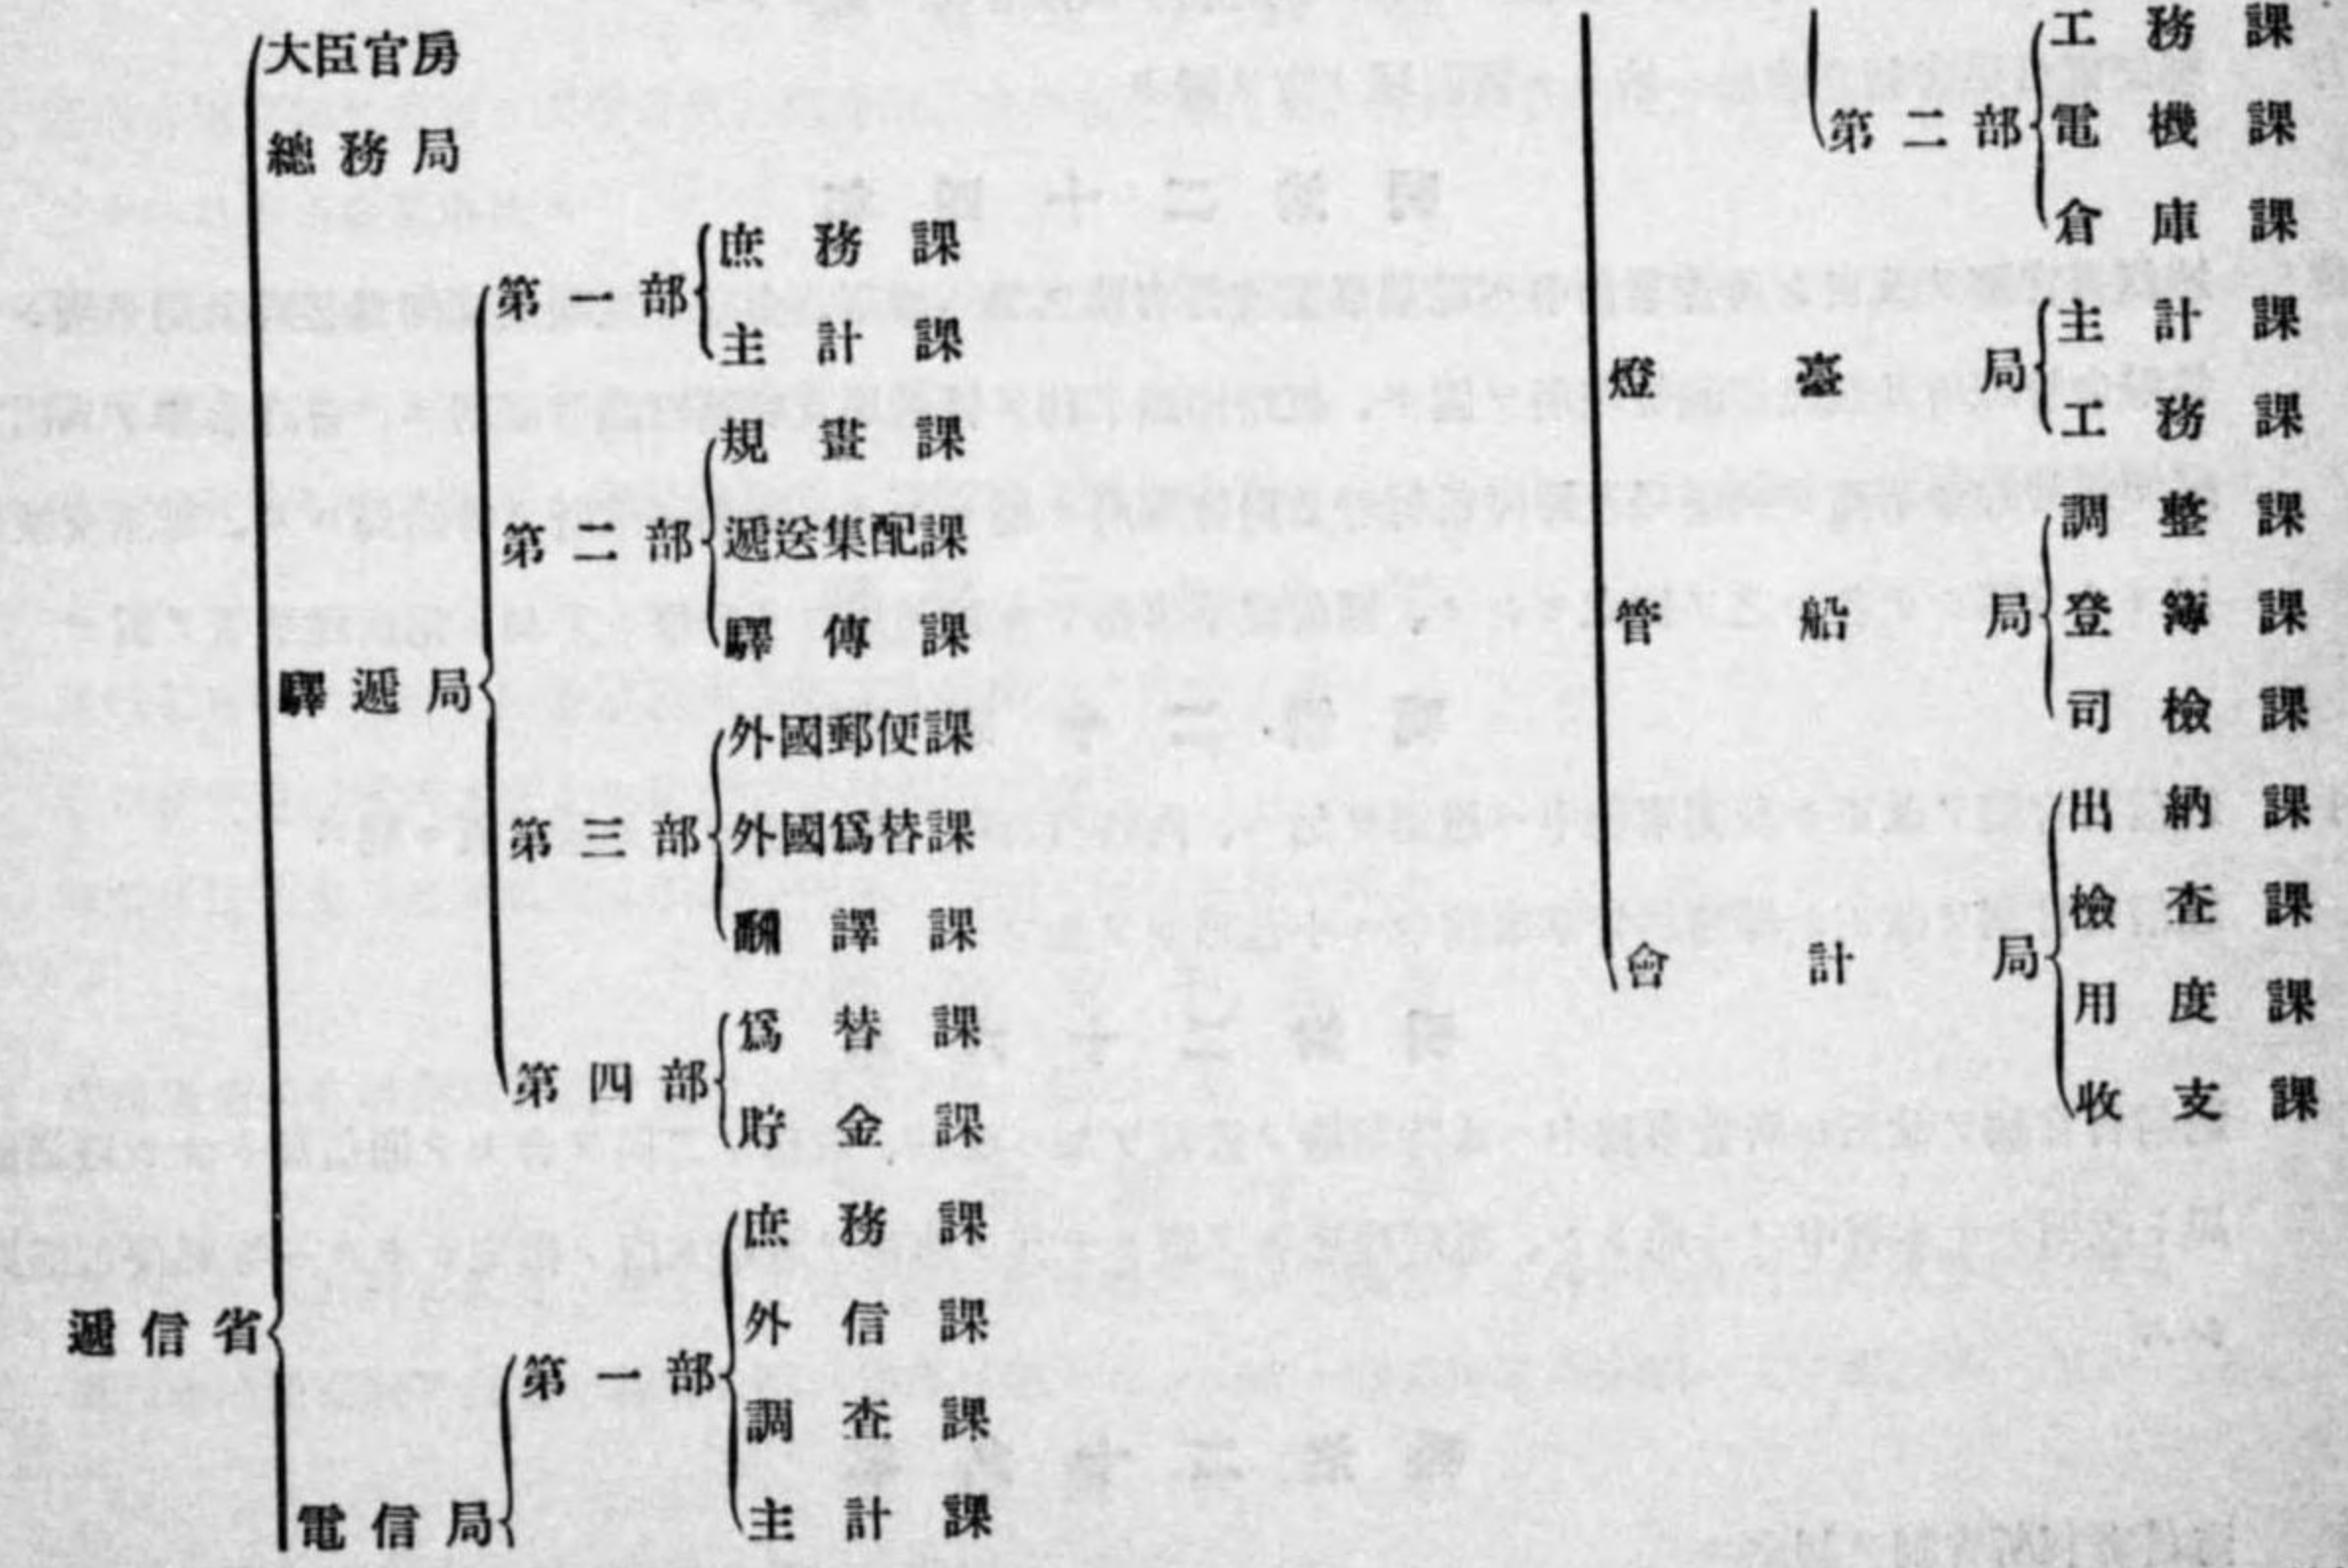 大臣官房
總務局
庶務課
第一部
主計課
規畫課
第二部
遞送集配課
驛傳課
驛遞局
外國郵便課
第三部
外國爲替課
譯課
爲替課
第四部
貯金課
庶務課
外信課
遞信省
第一部
調査課
主計課
電信局
工務課
第二部
電機課
倉庫課
主計課
燈臺局
工務課
調整課
管船局
登簿課
司檢課
出納課
檢査課
會計局
用度課
收支課